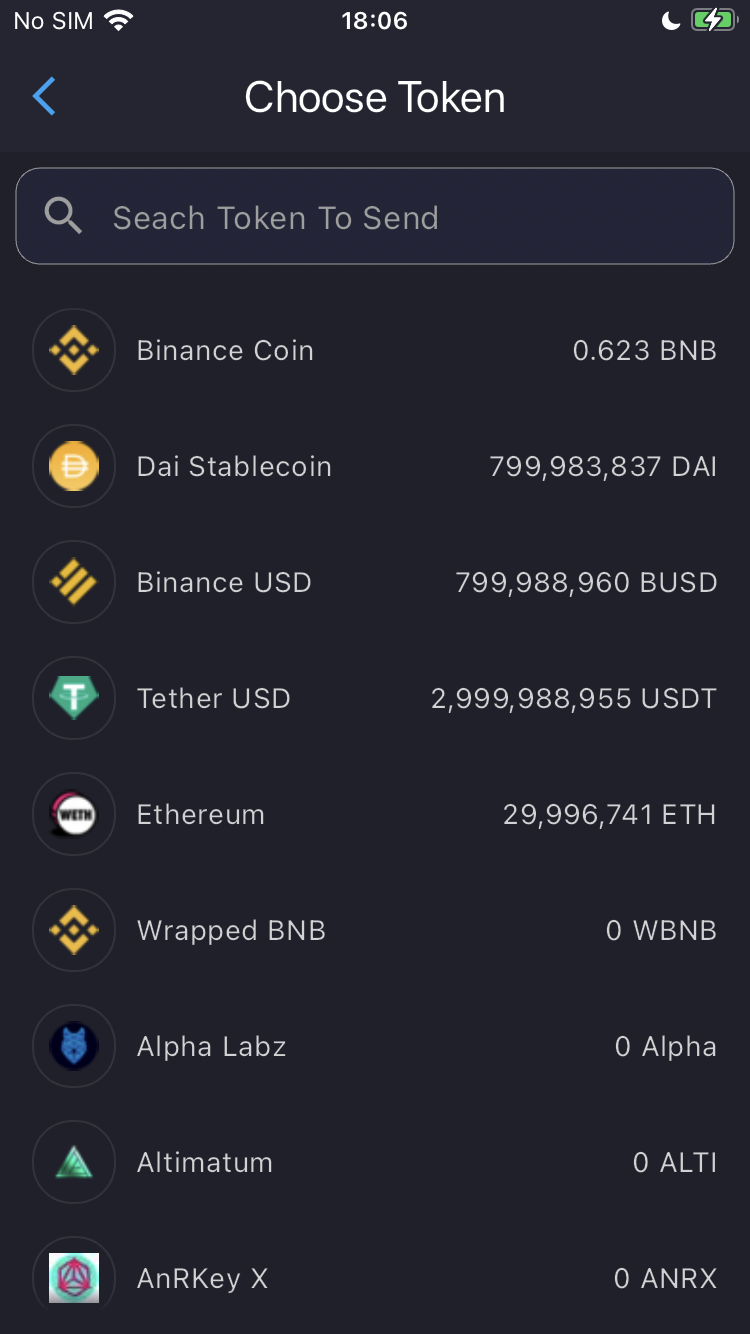 No SIM 18:06
Choose Token
Seach Token To Send
Binance Coin 0.623 BNB
Dai Stablecoin 799,983,837 DAI
Binance USD 799,988,960 BUSD
Tether USD 2,999,988,955 USDT
WETH Ethereum 29,996,741 ETH
Wrapped BNB 0 WBNB
Alpha Labz 0 Alpha
Altimatum 0 ALTI
AnRKey X 0 ANRX